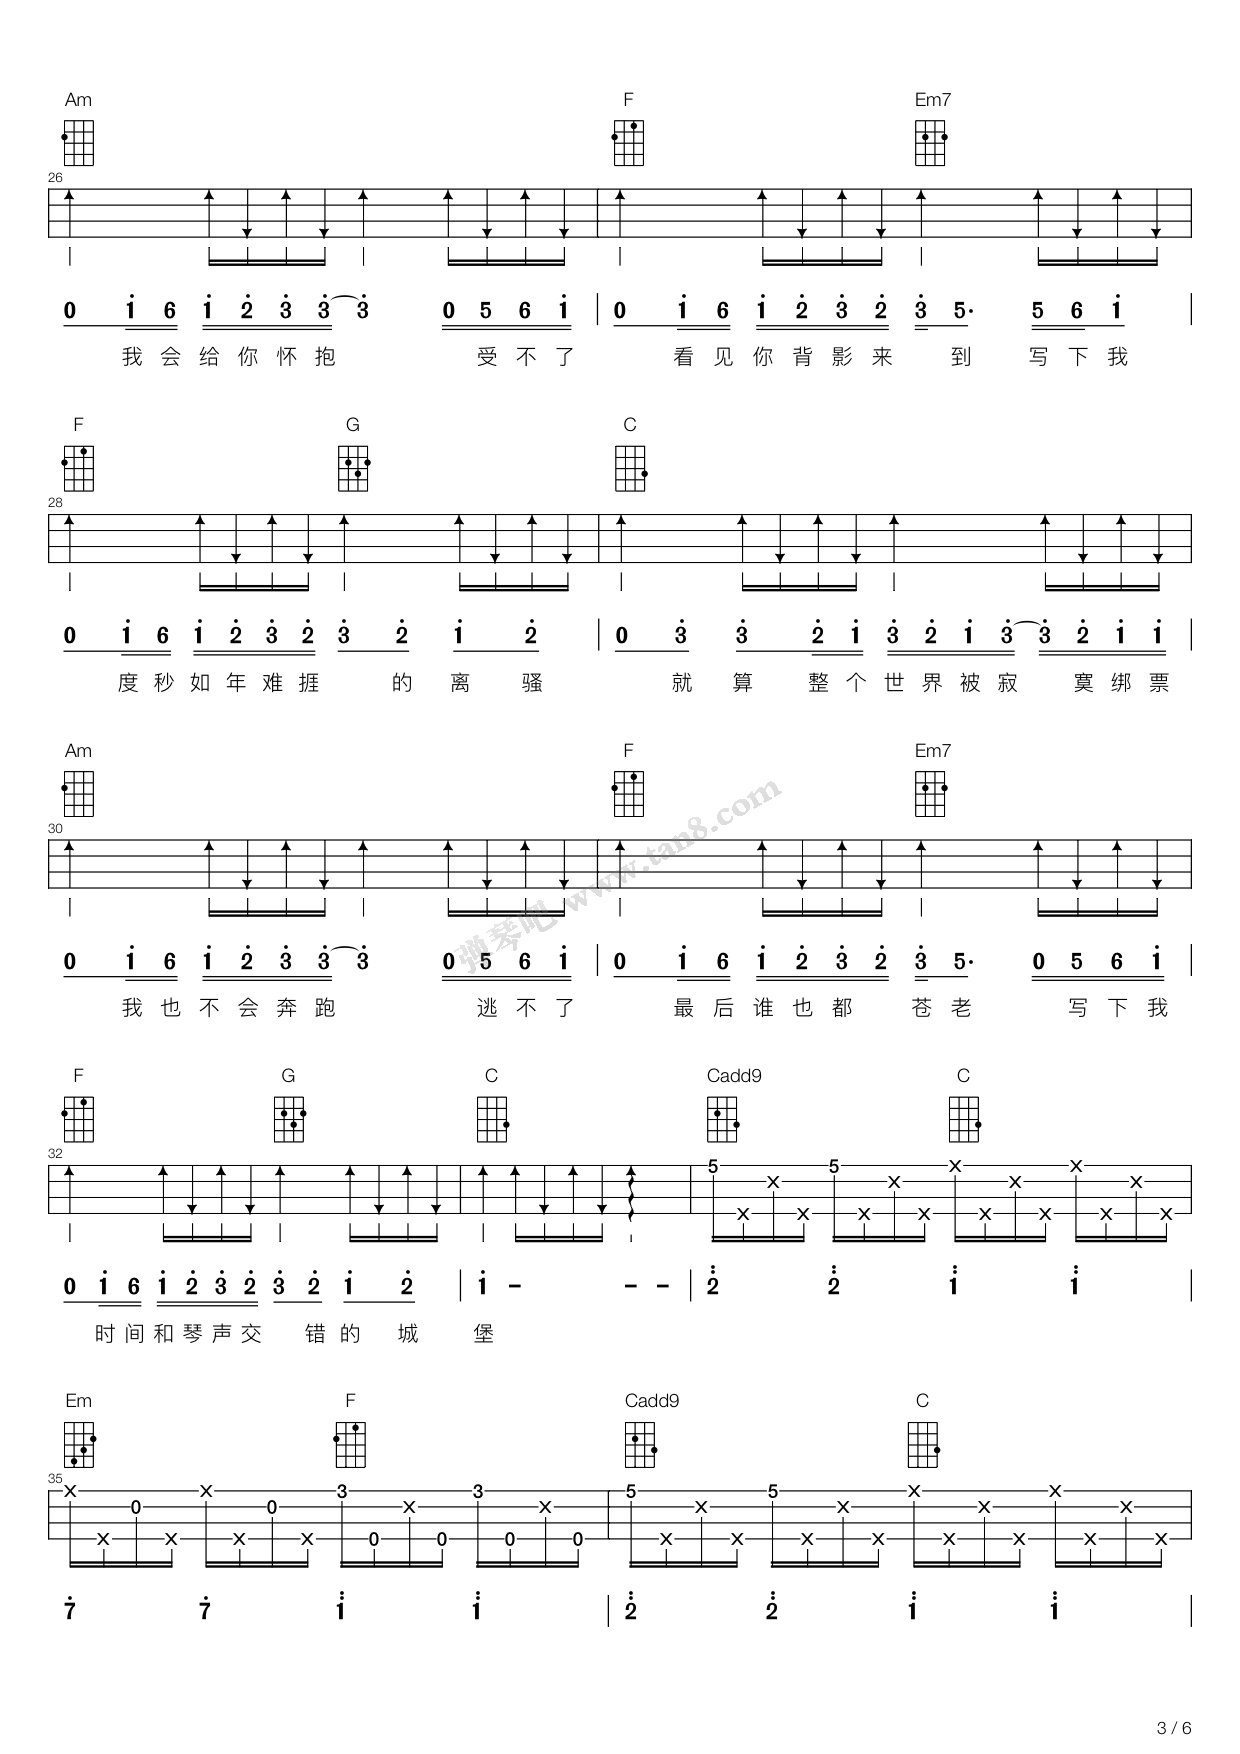 Am F Em7
26
0 1 6 1 2 3 3 3 0 5 6 1 | 0 1 6 1 2 3 2 3 5· 5 6 1 |
我会给你怀抱 受不了 看见你背影来 到 写下我
F G C
28
0 1 6 1 2 3 2 3 2 1 2 | 0 3 3 2 1 3 2 1 3 3 2 1 1 |
度秒如年难捱 的 离 骚 就 算 整个世界被寂 寞绑票
Am F Em7
30
0 1 6 1 2 3 3 3 0 5 6 1 | 0 1 6 1 2 3 2 3 5· 0 5 6 1 |
我也不会奔跑 逃不了 最后谁也都 苍老 写下我
弹琴吧 www.tan8.com
F G C Cadd9 C
32
5 X X X 5 X X X X X X X X X X X
0 1 6 1 2 3 2 3 2 1 2 | 1 - - - | 2 2 1 1 |
时间和琴声交 错的 城 堡
Em F Cadd9 C
35
X X 0 X X X 0 X 3 0 X 0 3 0 X 0 5 X X X 5 X X X X X X X X X X X
7 7 1 1 | 2 2 1 1 |
3 / 6